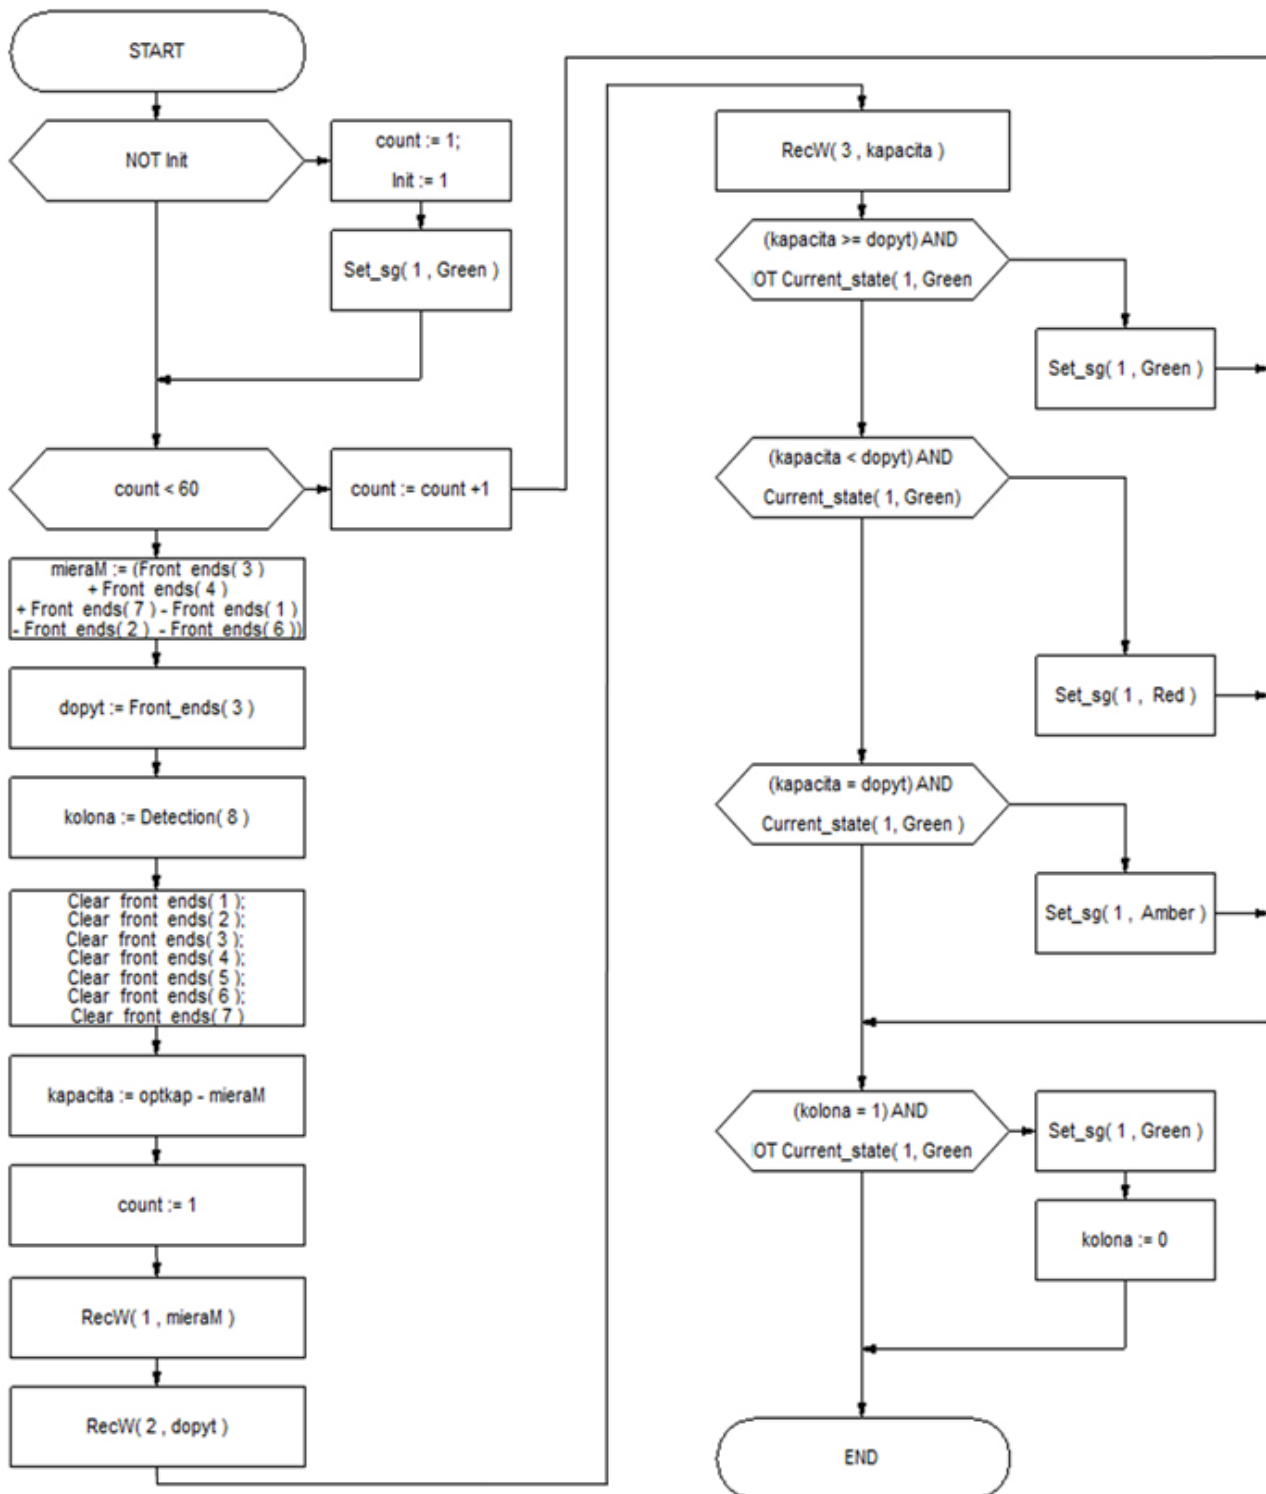 START
NOT Init
count := 1;
Init := 1
Set_sg( 1 , Green )
count < 60
count := count +1
mieraM := (Front_ends( 3 )
+ Front_ends( 4 )
+ Front_ends( 7 ) - Front_ends( 1 )
- Front_ends( 2 ) - Front_ends( 6 ))
dopyt := Front_ends( 3 )
kolona := Detection( 8 )
Clear_front_ends( 1 );
Clear_front_ends( 2 );
Clear_front_ends( 3 );
Clear_front_ends( 4 );
Clear_front_ends( 5 );
Clear_front_ends( 6 );
Clear_front_ends( 7 )
kapacita := optkap - mieraM
count := 1
RecW( 1 , mieraM )
RecW( 2 , dopyt )
RecW( 3 , kapacita )
(kapacita >= dopyt) AND
OT Current_state( 1, Green
Set_sg( 1 , Green )
(kapacita < dopyt) AND
Current_state( 1, Green)
Set_sg( 1 , Red )
(kapacita = dopyt) AND
Current_state( 1, Green )
Set_sg( 1 , Amber )
(kolona = 1) AND
OT Current_state( 1, Green
Set_sg( 1 , Green )
kolona := 0
END